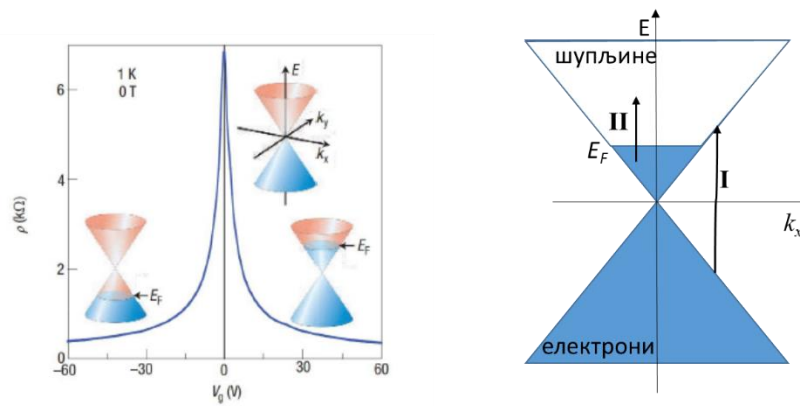 1 K
0 T
E
k_y
k_x
E_F
E_F
6
4
2
0
ρ (kΩ)
-60
-30
0
30
60
V_g (V)
E
шупљине
II
E_F
I
k_x
електрони